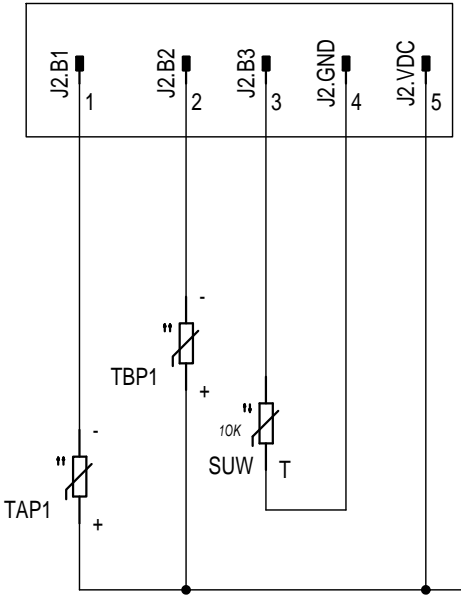 J2.B1
J2.B2
J2.B3
J2.GND
J2.VDC
1
2
3
4
5
-
TBP1
+
10K
SUW
T
-
TAP1
+